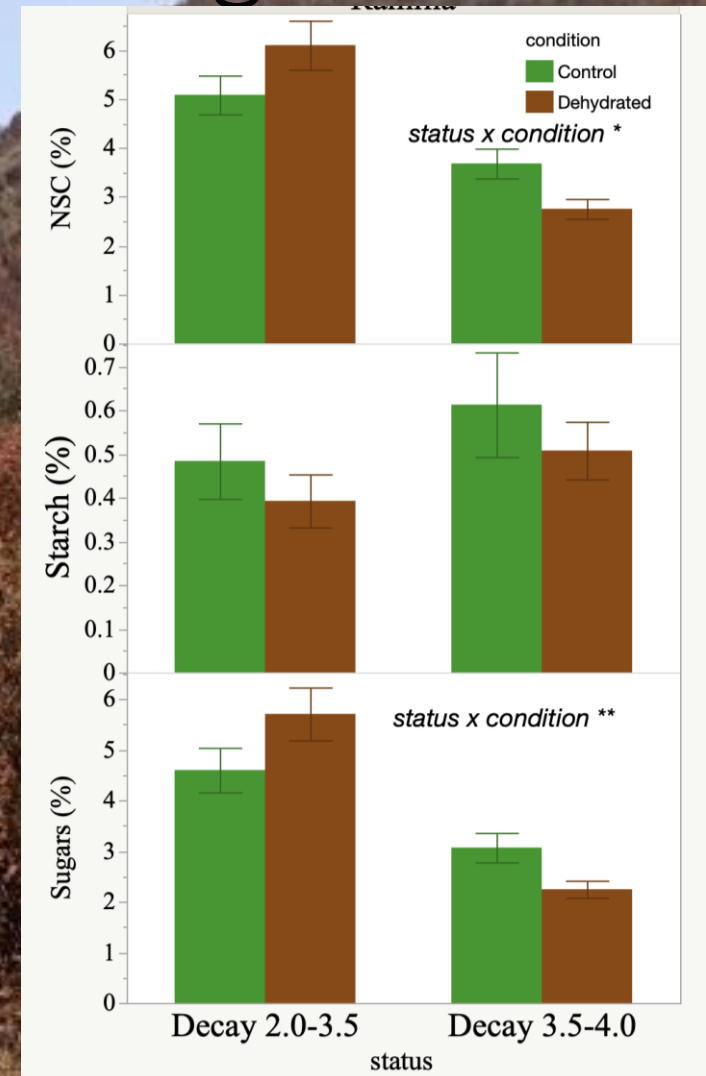 condition
Control
Dehydrated
status x condition *
NSC (%)
6
5
4
3
2
1
0
Starch (%)
0.7
0.6
0.5
0.4
0.3
0.2
0.1
0
status x condition **
Sugars (%)
6
5
4
3
2
1
0
Decay 2.0-3.5 Decay 3.5-4.0
status